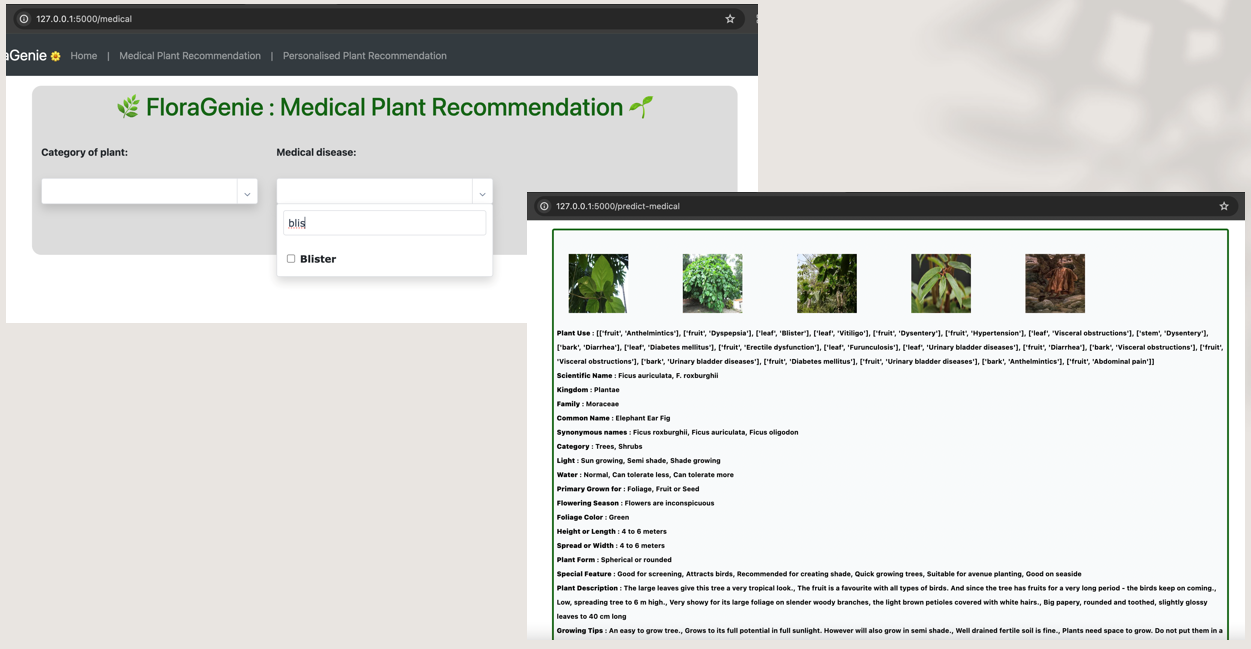 127.0.0.1:5000/medical
aGenie Home | Medical Plant Recommendation | Personalised Plant Recommendation
FloraGenie : Medical Plant Recommendation
Category of plant: Medical disease:
blis
Blister
127.0.0.1:5000/predict-medical
Plant Use : [['fruit', 'Anthelmintics'], ['fruit', 'Dyspepsia'], ['leaf', 'Blister'], ['leaf', 'Vitiligo'], ['fruit', 'Dysentery'], ['fruit', 'Hypertension'], ['leaf', 'Visceral obstructions'], ['stem', 'Dysentery'],
['bark', 'Diarrhea'], ['leaf', 'Diabetes mellitus'], ['fruit', 'Erectile dysfunction'], ['leaf', 'Furunculosis'], ['leaf', 'Urinary bladder diseases'], ['fruit', 'Diarrhea'], ['bark', 'Visceral obstructions'], ['fruit',
'Visceral obstructions'], ['bark', 'Urinary bladder diseases'], ['fruit', 'Diabetes mellitus'], ['fruit', 'Urinary bladder diseases'], ['bark', 'Anthelmintics'], ['fruit', 'Abdominal pain']]
Scientific Name : Ficus auriculata, F. roxburghii
Kingdom : Plantae
Family : Moraceae
Common Name : Elephant Ear Fig
Synonymous names : Ficus roxburghii, Ficus auriculata, Ficus oligodon
Category : Trees, Shrubs
Light : Sun growing, Semi shade, Shade growing
Water : Normal, Can tolerate less, Can tolerate more
Primary Grown for : Foliage, Fruit or Seed
Flowering Season : Flowers are inconspicuous
Foliage Color : Green
Height or Length : 4 to 6 meters
Spread or Width : 4 to 6 meters
Plant Form : Spherical or rounded
Special Feature : Good for screening, Attracts birds, Recommended for creating shade, Quick growing trees, Suitable for avenue planting, Good on seaside
Plant Description : The large leaves give this tree a very tropical look., The fruit is a favourite with all types of birds. And since the tree has fruits for a very long period - the birds keep on coming.,
Low, spreading tree to 6 m high., Very showy for its large foliage on slender woody branches, the light brown petioles covered with white hairs., Big papery, rounded and toothed, slightly glossy
leaves to 40 cm long
Growing Tips : An easy to grow tree., Grows to its full potential in full sunlight. However will also grow in semi shade., Well drained fertile soil is fine., Plants need space to grow. Do not put them in a